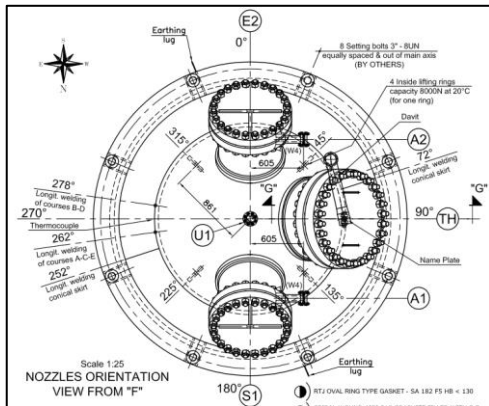 E2
0°
Earthing
lug
8 Setting bolts 3" - 8UN
equally spaced & out of main axis
(BY OTHERS)
4 Inside lifting rings
capacity 8000N at 20°C
(for one ring)
Davit
N
W
E
S
315°
45°
(W4)
A2
605
72°
Longit. welding
conical skirt
"G"
"G"
278°
Longit. welding
of courses B-D
270°
Thermocouple
262°
Longit. welding
of courses A-C-E
252°
Longit. welding
conical skirt
861
U1
605
90°
TH
Name Plate
(W4)
225°
135°
A1
Scale 1:25
NOZZLES ORIENTATION
VIEW FROM "F"
180°
S1
Earthing
lug
RTJ OVAL RING TYPE GASKET - SA 182 F5 HB < 130